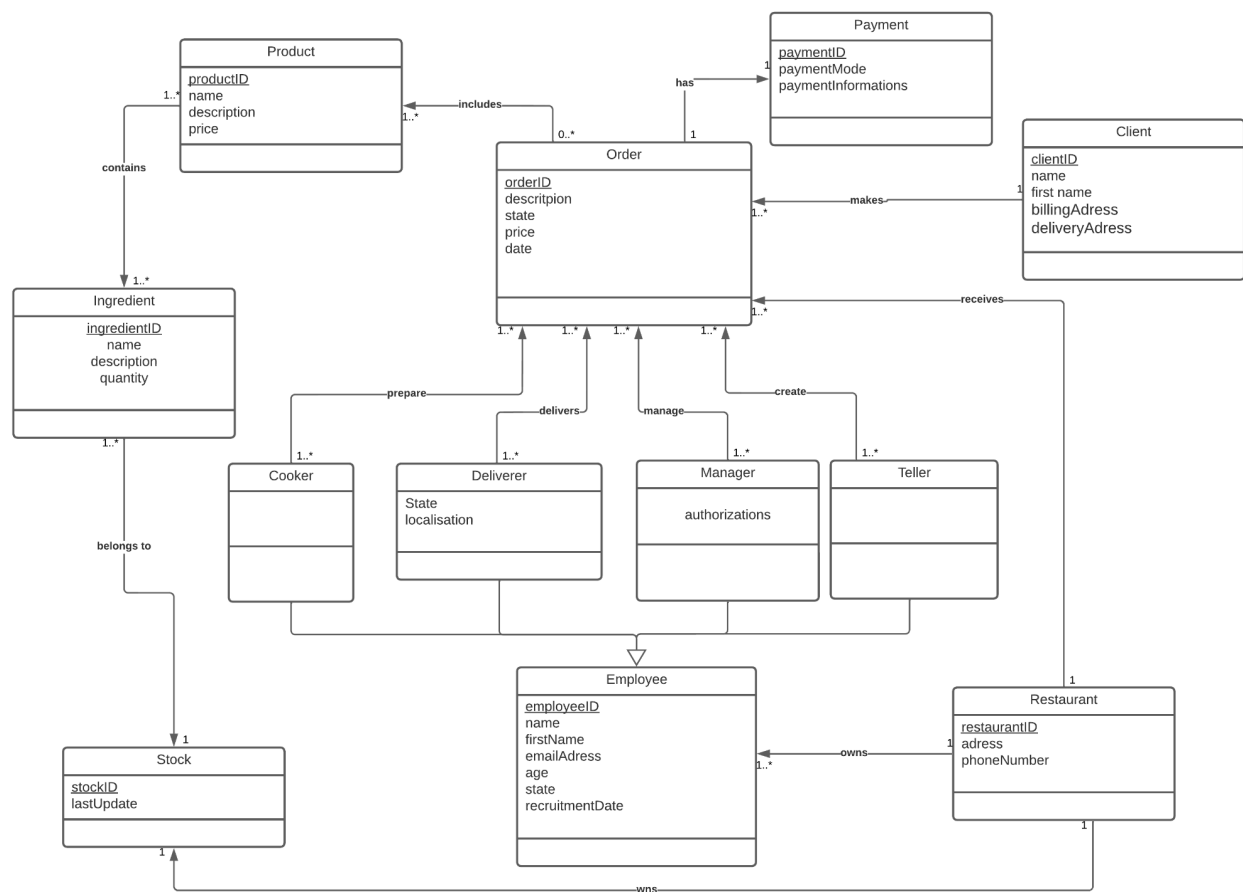 Payment
paymentID
paymentMode
paymentInformations
Product
productID
name
description
price
1
has
1
1..*
1..*
includes
0..*
Order
orderID
descritpion
state
price
date
Client
clientID
name
first name
billingAdress
deliveryAdress
1
makes
1..*
contains
1..*
Ingredient
ingredientID
name
description
quantity
1..*
receives
1..*
1..*
1..*
1..*
1..*
prepare
delivers
manage
create
1..*
1..*
1..*
1..*
Cooker
Deliverer
State
localisation
Manager
authorizations
Teller
belongs to
1
Stock
stockID
lastUpdate
1
Employee
employeeID
name
firstName
emailAdress
age
state
recruitmentDate
1..*
owns
1
1
Restaurant
restaurantID
adress
phoneNumber
1
wns